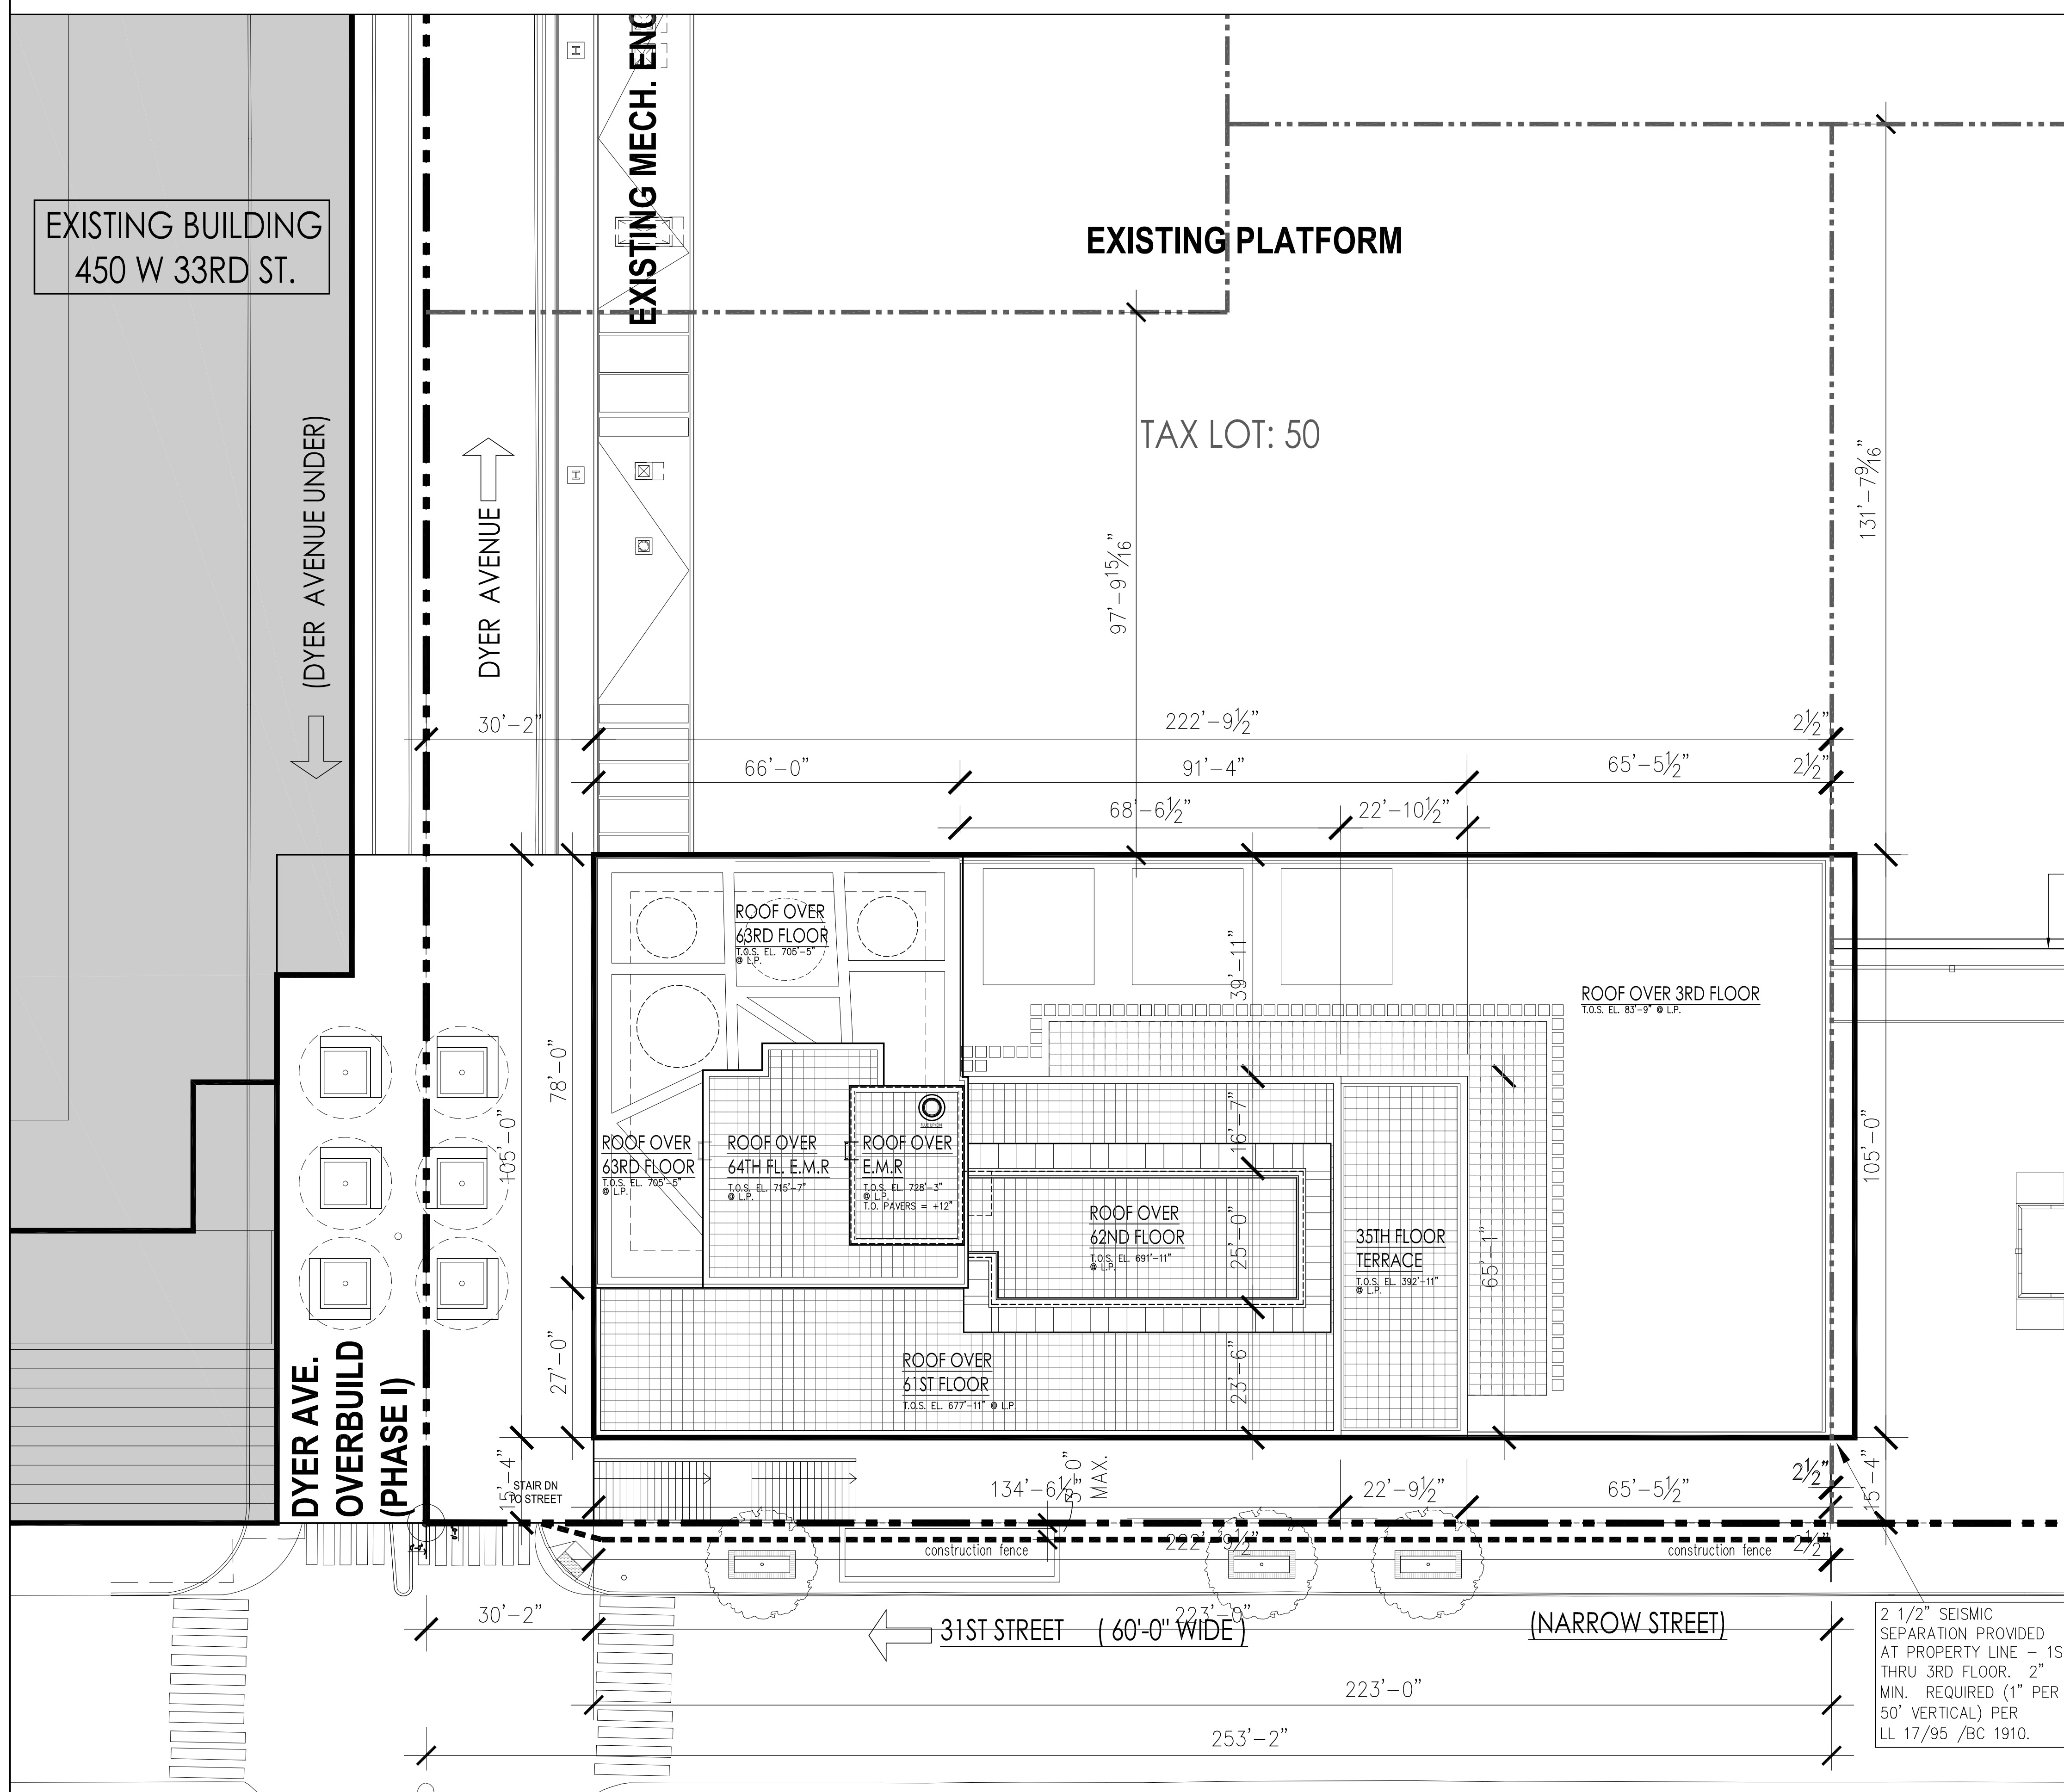 EXISTING MECH. ENC
EXISTING BUILDING
450 W 33RD ST.
EXISTING PLATFORM
TAX LOT: 50
(DYER AVENUE UNDER)
DYER AVENUE
H
H
131'-7 9/16"
97'-9 15/16"
30'-2"
222'-9½"
2½"
66'-0"
91'-4"
65'-5½"
2½"
68'-6½"
22'-10½"
ROOF OVER
63RD FLOOR
T.O.S. EL. 705'-5"
@ L.P.
39'-11"
ROOF OVER 3RD FLOOR
T.O.S. EL. 83'-9" @ L.P.
78'-0"
105'-0"
16'-7"
105'-0"
ROOF OVER
63RD FLOOR
T.O.S. EL. 705'-5"
@ L.P.
ROOF OVER
64TH FL. E.M.R
T.O.S. EL. 715'-7"
@ L.P.
ROOF OVER
E.M.R
T.O.S. EL. 728'-3"
@ L.P.
T.O. PAVERS = +12"
ROOF OVER
62ND FLOOR
T.O.S. EL. 691'-11"
@ L.P.
25'-0"
35TH FLOOR
TERRACE
T.O.S. EL. 392'-11"
@ L.P.
65'-1"
27'-0"
23'-6"
ROOF OVER
61ST FLOOR
T.O.S. EL. 677'-11" @ L.P.
DYER AVE.
OVERBUILD
(PHASE I)
15'-4"
STAIR DN
TO STREET
134'-6½"
MAX.
22'-9½"
65'-5½"
2½"
15'-4"
construction fence
222'-9½"
construction fence
2½"
30'-2"
223'-0"
31ST STREET ( 60'-0" WIDE )
(NARROW STREET)
223'-0"
253'-2"
2 1/2" SEISMIC
SEPARATION PROVIDED
AT PROPERTY LINE – 1S
THRU 3RD FLOOR. 2"
MIN. REQUIRED (1" PER
50' VERTICAL) PER
LL 17/95 /BC 1910.